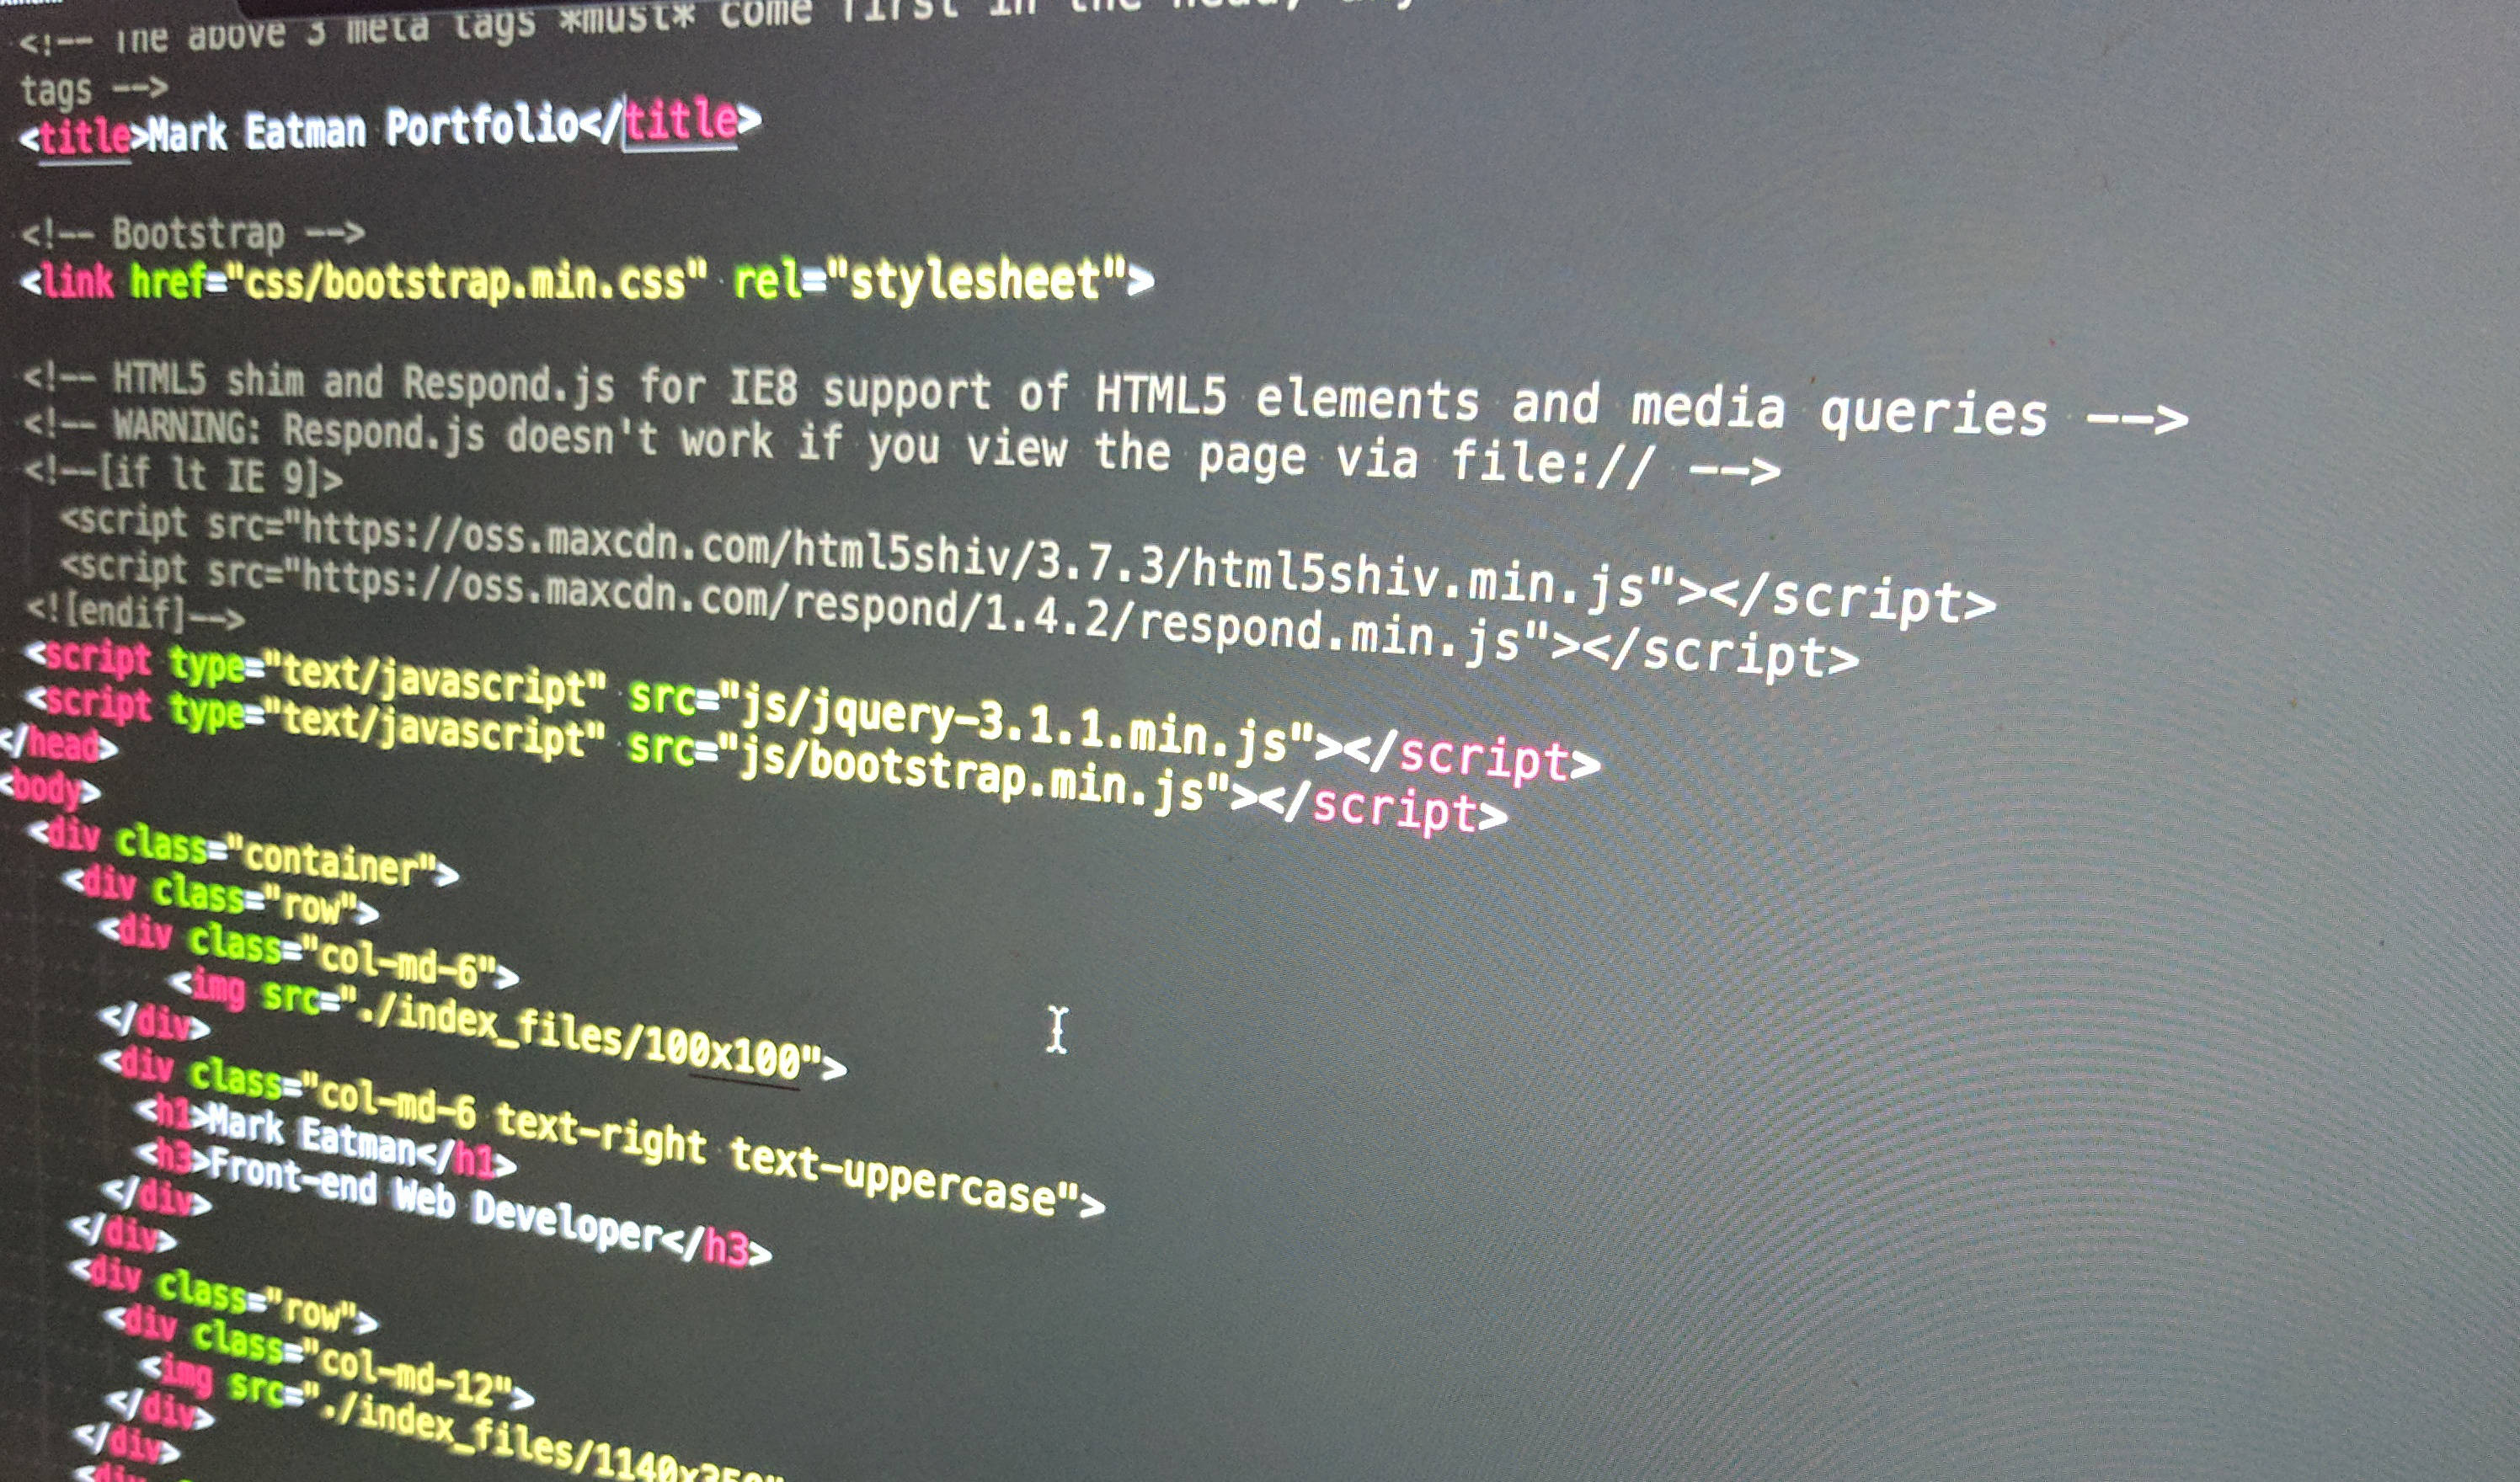 <!-- The above 3 meta tags *must* come first in the head; any
tags -->
<title>Mark Eatman Portfolio</title>
<!-- Bootstrap -->
<link href="css/bootstrap.min.css" rel="stylesheet">
<!-- HTML5 shim and Respond.js for IE8 support of HTML5 elements and media queries -->
<!-- WARNING: Respond.js doesn't work if you view the page via file:// -->
<!--[if lt IE 9]>
<script src="https://oss.maxcdn.com/html5shiv/3.7.3/html5shiv.min.js"></script>
<script src="https://oss.maxcdn.com/respond/1.4.2/respond.min.js"></script>
<![endif]-->
<script type="text/javascript" src="js/jquery-3.1.1.min.js"></script>
<script type="text/javascript" src="js/bootstrap.min.js"></script>
</head>
<body>
<div class="container">
<div class="row">
<div class="col-md-6">
<img src="./index_files/100x100">
</div>
<div class="col-md-6 text-right text-uppercase">
<h1>Mark Eatman</h1>
<h3>Front-end Web Developer</h3>
</div>
</div>
<div class="row">
<div class="col-md-12">
<img src="./index_files/1140x350"
</div>
</div>
<div